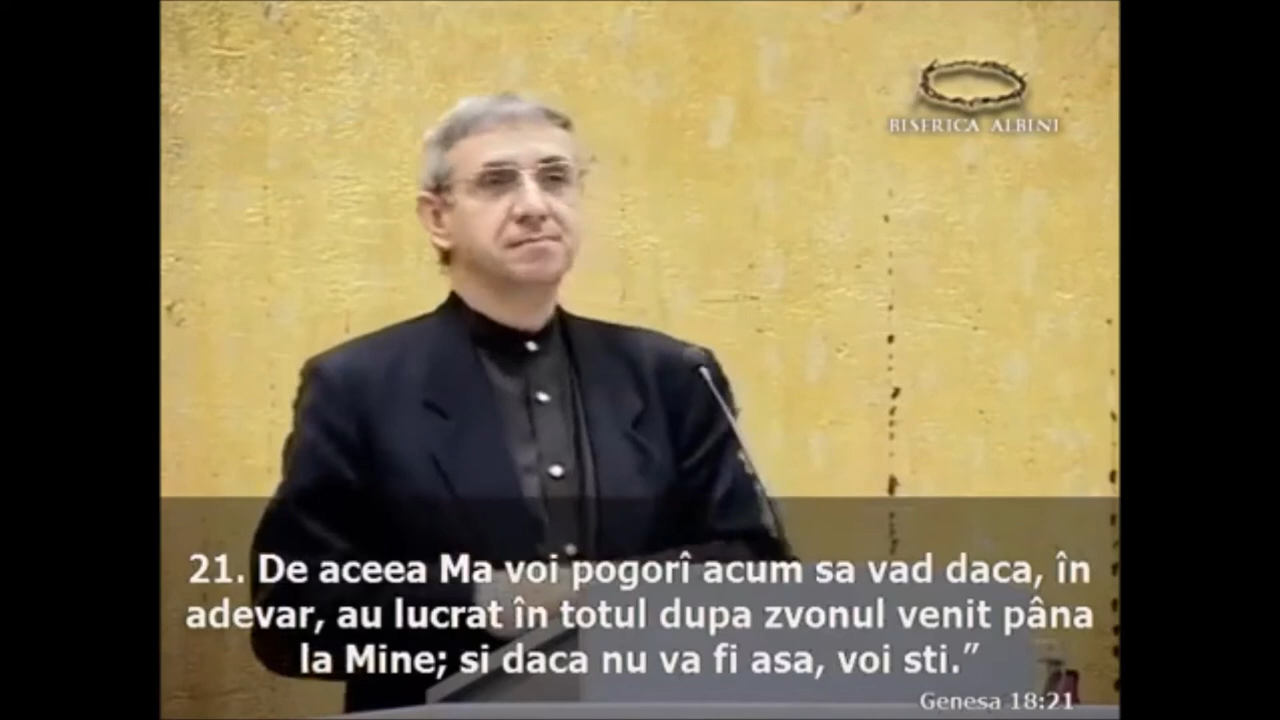 BISERICA ALBINI
21. De aceea Ma voi pogorî acum sa vad daca, în
adevar, au lucrat în totul dupa zvonul venit pâna
la Mine; si daca nu va fi asa, voi sti.”
Genesa 18:21